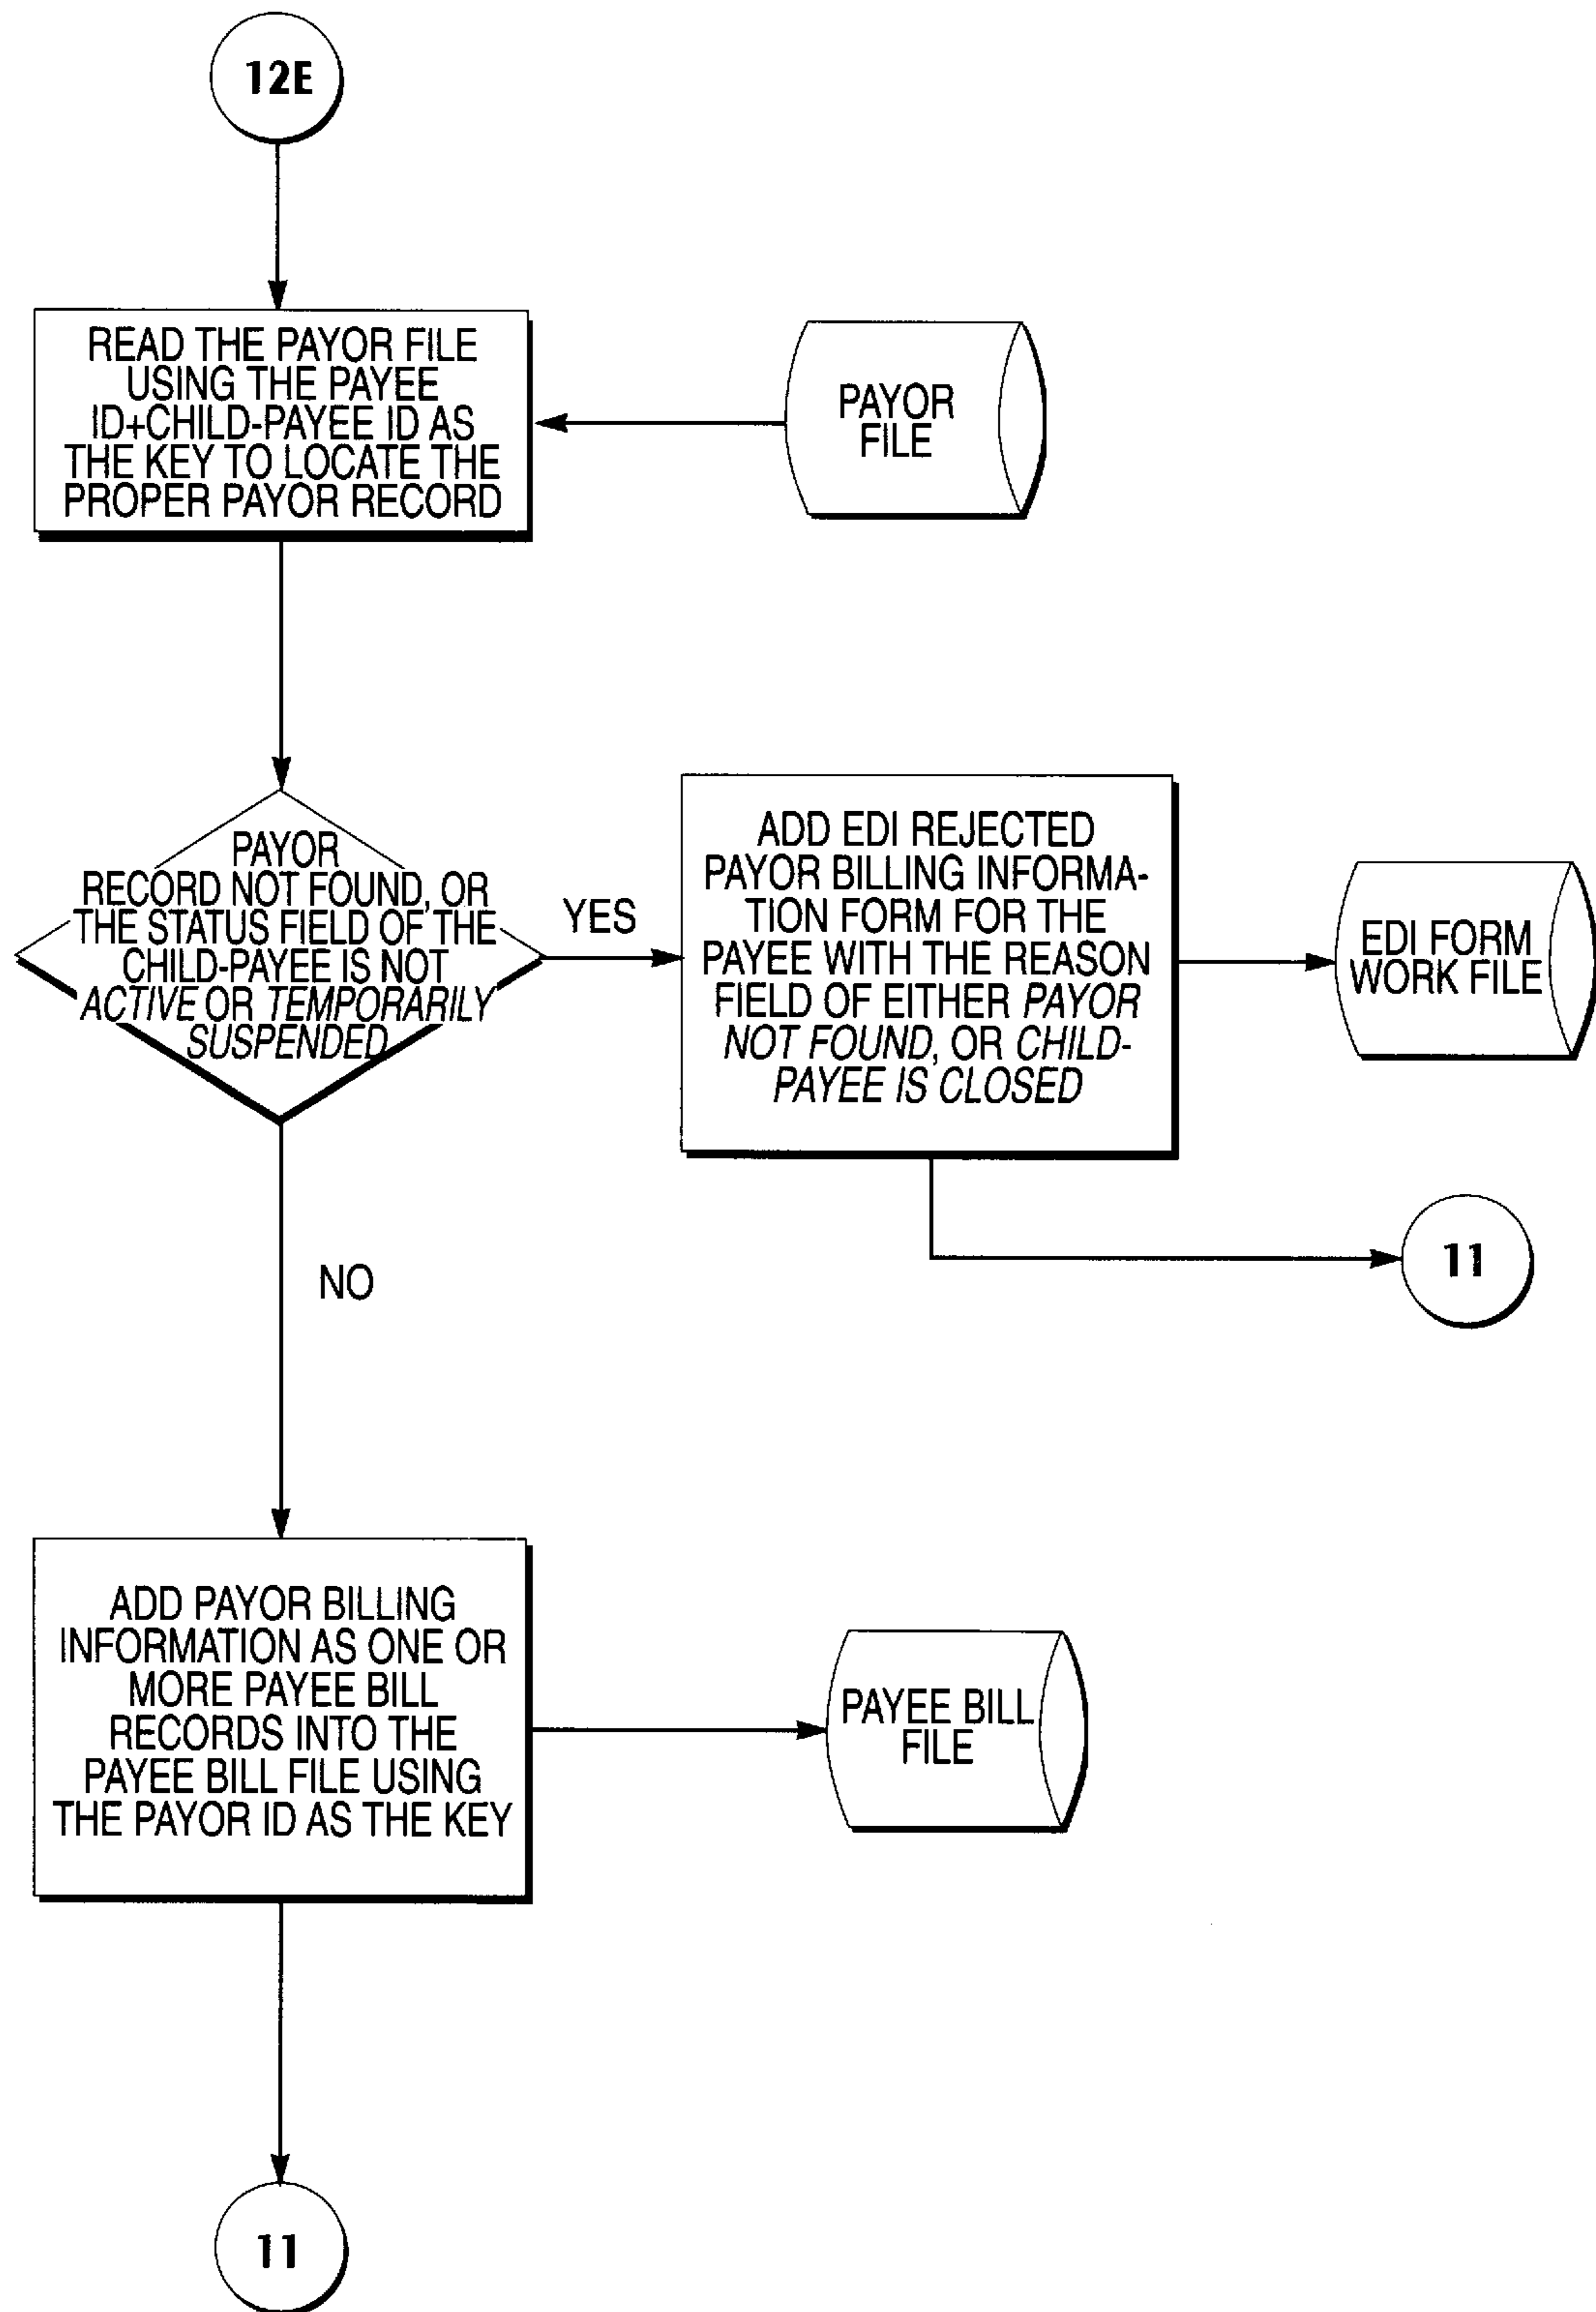 12E
READ THE PAYOR FILE
USING THE PAYEE
ID+CHILD-PAYEE ID AS
THE KEY TO LOCATE THE
PROPER PAYOR RECORD
PAYOR
FILE
PAYOR
RECORD NOT FOUND, OR
THE STATUS FIELD OF THE
CHILD-PAYEE IS NOT
ACTIVE OR TEMPORARILY
SUSPENDED
YES
ADD EDI REJECTED
PAYOR BILLING INFORMA-
TION FORM FOR THE
PAYEE WITH THE REASON
FIELD OF EITHER PAYOR
NOT FOUND, OR CHILD-
PAYEE IS CLOSED
EDI FORM
WORK FILE
11
NO
ADD PAYOR BILLING
INFORMATION AS ONE OR
MORE PAYEE BILL
RECORDS INTO THE
PAYEE BILL FILE USING
THE PAYOR ID AS THE KEY
PAYEE BILL
FILE
11